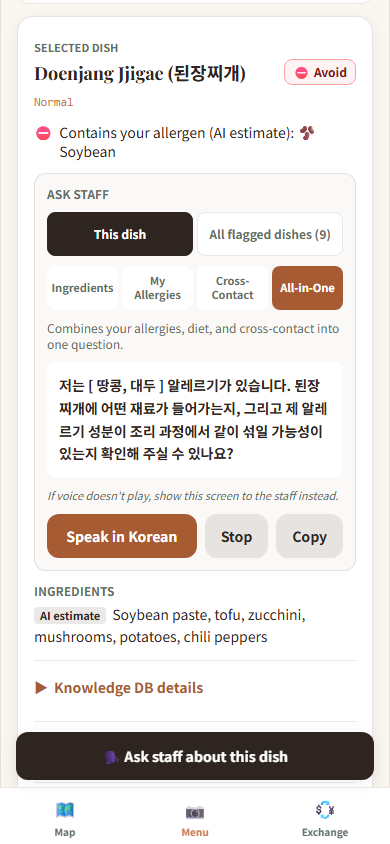 SELECTED DISH
Doenjang Jjigae (된장찌개)
Avoid
Normal
Contains your allergen (AI estimate):
Soybean
ASK STAFF
This dish
All flagged dishes (9)
Ingredients
My
Allergies
Cross-
Contact
All-in-One
Combines your allergies, diet, and cross-contact into
one question.
저는 [ 땅콩, 대두 ] 알레르기가 있습니다. 된장
찌개에 어떤 재료가 들어가는지, 그리고 제 알레
르기 성분이 조리 과정에서 같이 섞일 가능성이
있는지 확인해 주실 수 있나요?
If voice doesn't play, show this screen to the staff instead.
Speak in Korean
Stop
Copy
INGREDIENTS
AI estimate Soybean paste, tofu, zucchini,
mushrooms, potatoes, chili peppers
▶ Knowledge DB details
Ask staff about this dish
Map
Menu
Exchange